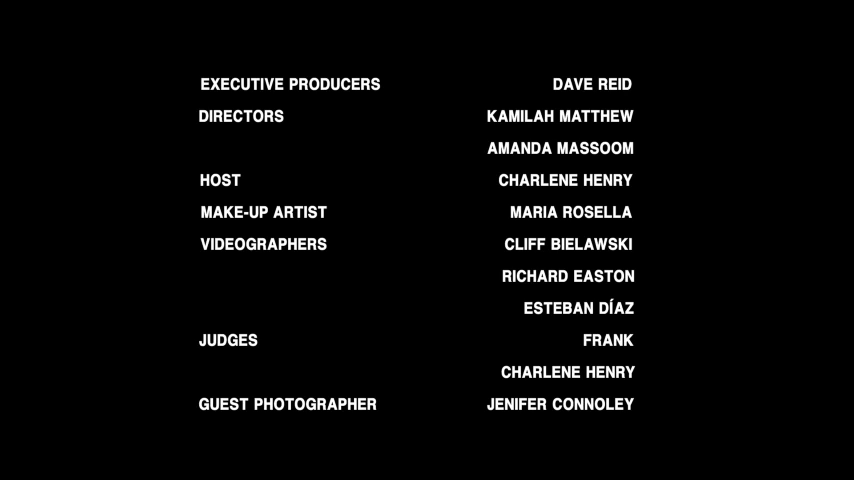 EXECUTIVE PRODUCERS DAVE REID
DIRECTORS KAMILAH MATTHEW
AMANDA MASSOOM
HOST CHARLENE HENRY
MAKE-UP ARTIST MARIA ROSELLA
VIDEOGRAPHERS CLIFF BIELAWSKI
RICHARD EASTON
ESTEBAN DÍAZ
JUDGES FRANK
CHARLENE HENRY
GUEST PHOTOGRAPHER JENIFER CONNOLEY